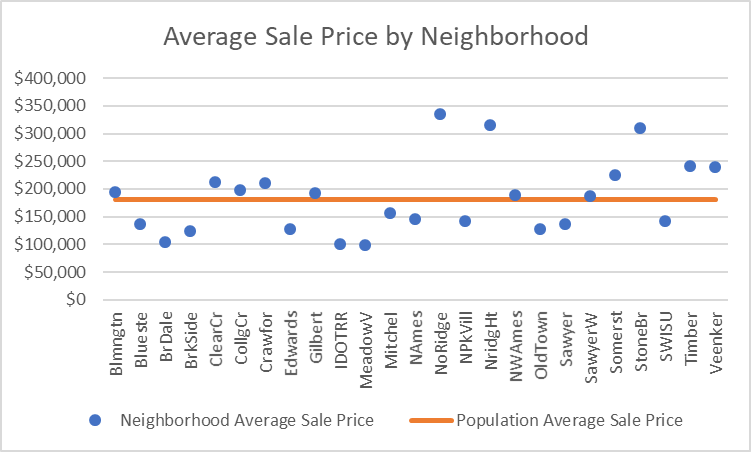 Average Sale Price by Neighborhood
$400,000
$350,000
$300,000
$250,000
$200,000
$150,000
$100,000
$50,000
$0
Blmngtn
Blueste
BrDale
BrkSide
ClearCr
CollgCr
Crawfor
Edwards
Gilbert
IDOTRR
MeadowV
Mitchel
NAmes
NoRidge
NPkVill
NridgHt
NWAmes
OldTown
Sawyer
SawyerW
Somerst
StoneBr
SWISU
Timber
Veenker
Neighborhood Average Sale Price
Population Average Sale Price